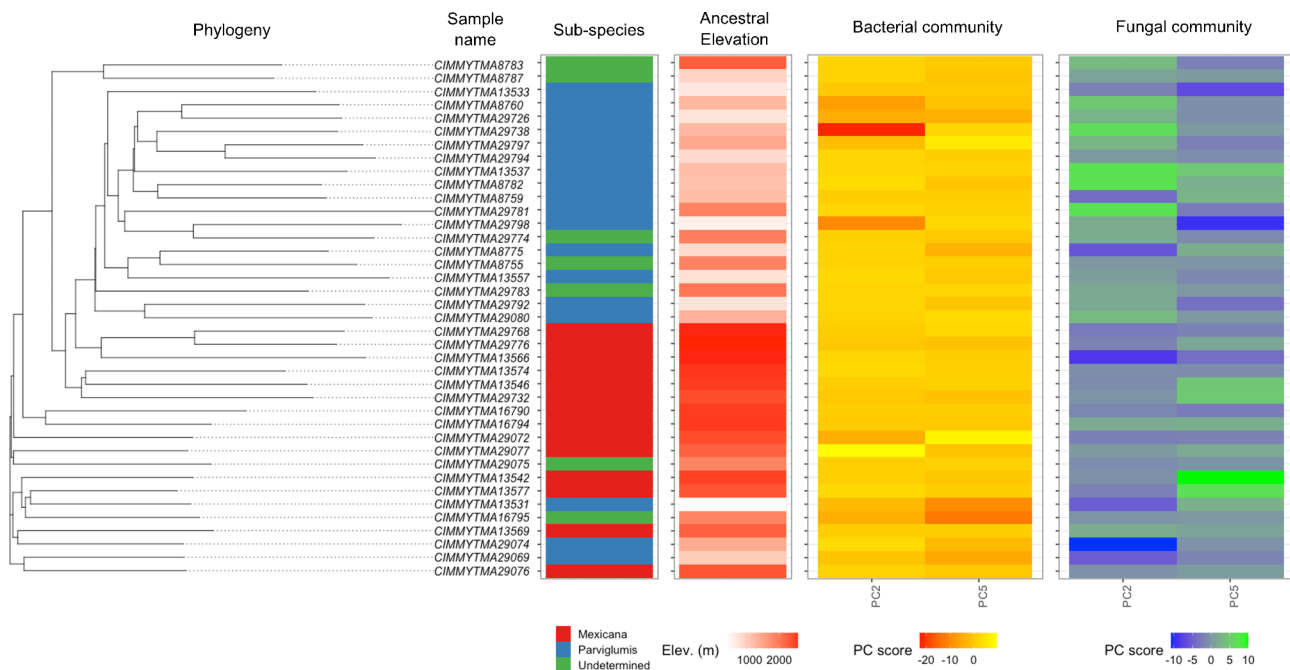 Phylogeny
Sample name
Sub-species
Ancestral Elevation
Bacterial community
Fungal community
CIMMYTMA8783
CIMMYTMA8787
CIMMYTMA13533
CIMMYTMA8760
CIMMYTMA29726
CIMMYTMA29738
CIMMYTMA29797
CIMMYTMA29794
CIMMYTMA13537
CIMMYTMA8782
CIMMYTMA8759
CIMMYTMA29781
CIMMYTMA29798
CIMMYTMA29774
CIMMYTMA8775
CIMMYTMA8755
CIMMYTMA13557
CIMMYTMA29783
CIMMYTMA29792
CIMMYTMA29080
CIMMYTMA29768
CIMMYTMA29776
CIMMYTMA13566
CIMMYTMA13574
CIMMYTMA13546
CIMMYTMA29732
CIMMYTMA16790
CIMMYTMA16794
CIMMYTMA29072
CIMMYTMA29077
CIMMYTMA29075
CIMMYTMA13542
CIMMYTMA13577
CIMMYTMA13531
CIMMYTMA16795
CIMMYTMA13569
CIMMYTMA29074
CIMMYTMA29069
CIMMYTMA29076
PC2 PC5 PC2 PC5
Mexicana
Parviglumis
Undetermined
Elev. (m)
1000 2000
PC score
-20 -10 0
PC score
-10 -5 0 5 10